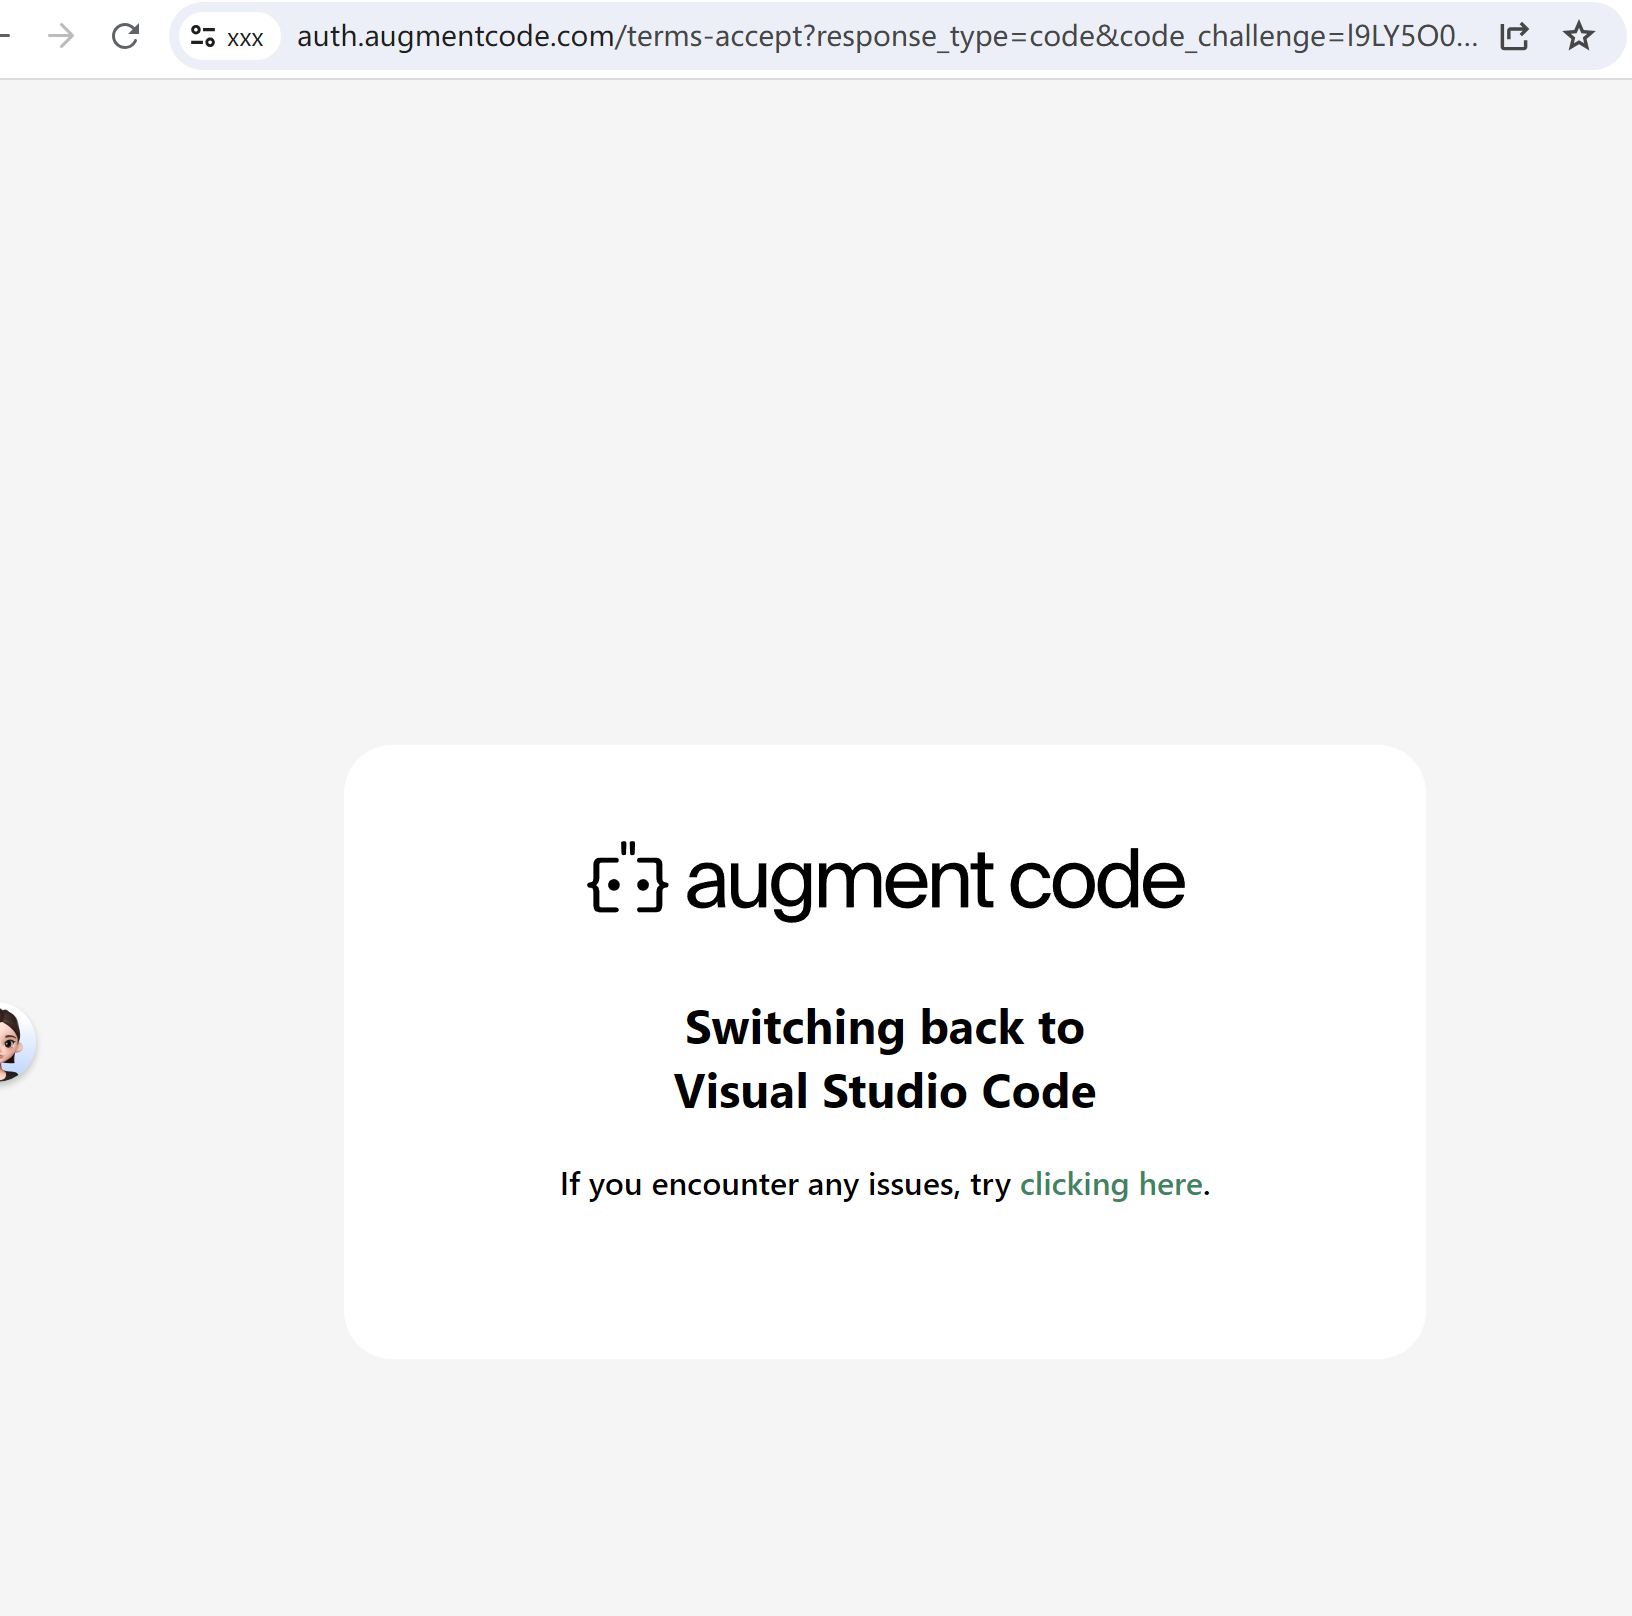 xxx auth.augmentcode.com/terms-accept?response_type=code&code_challenge=l9LY5O0...
augment code
Switching back to
Visual Studio Code
If you encounter any issues, try clicking here.